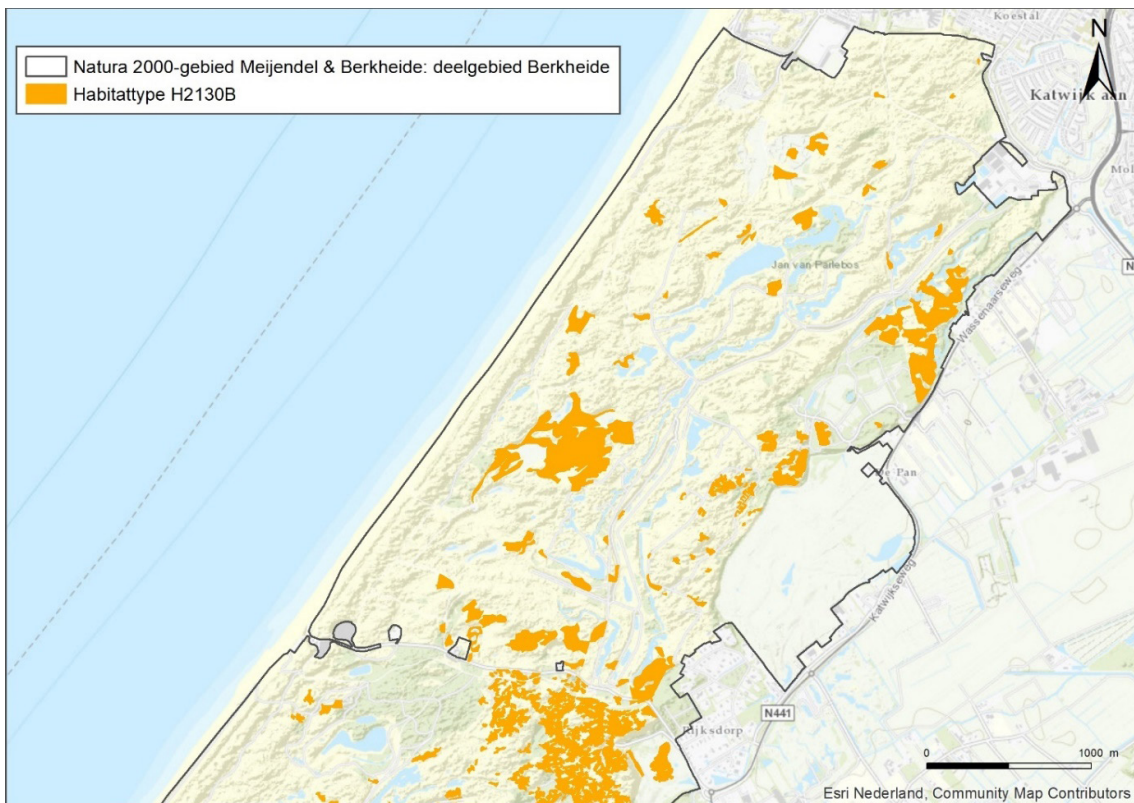 Koestal
N
Natura 2000-gebied Meijendel & Berkheide: deelgebied Berkheide
Habitattype H2130B
Katwijk aan
Jan van Parlebos
Wassenaarseweg
N
De Pan
Katwijkseweg
N441
Rijksdorp
0 1000 m
Esri Nederland, Community Map Contributors